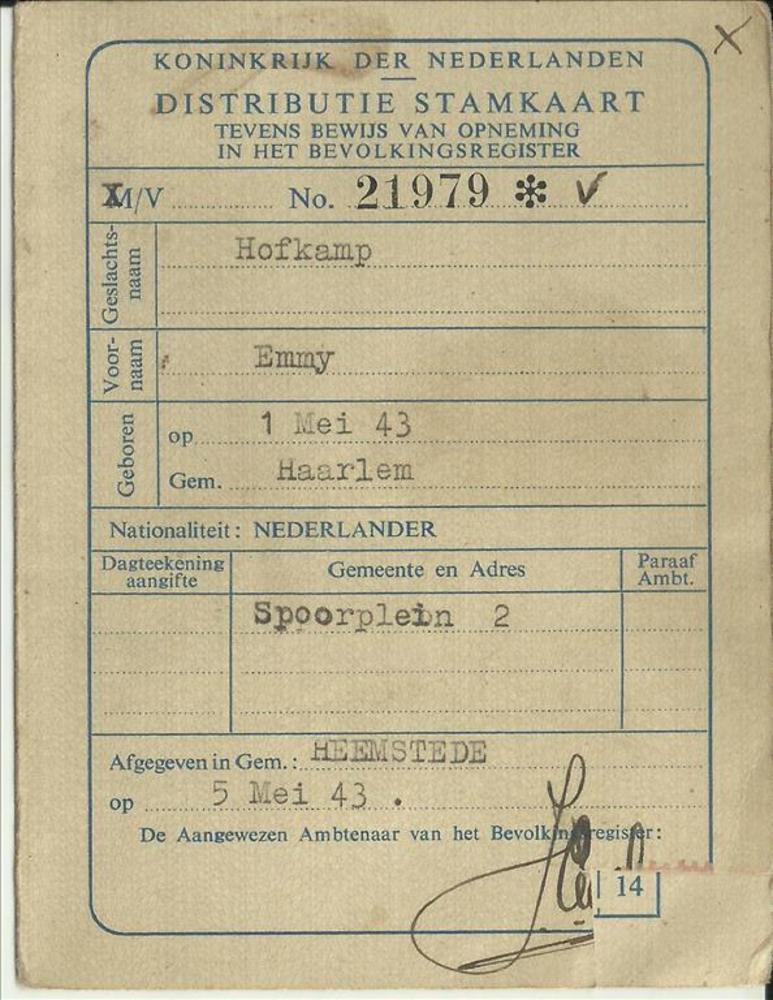 KONINKRIJK DER NEDERLANDEN
DISTRIBUTIE STAMKAART
TEVENS BEWIJS VAN OPNEMING
IN HET BEVOLKINGSREGISTER
M/V No. 21979 * ✓
Geslachts-
naam
Hofkamp
Voor-
naam
Emmy
Geboren
op 1 Mei 43
Gem. Haarlem
Nationaliteit: NEDERLANDER
Dagteekening
aangifte
Gemeente en Adres
Paraaf
Ambt.
Spoorplein 2
Afgegeven in Gem.: HEEMSTEDE
op 5 Mei 43 .
De Aangewezen Ambtenaar van het Bevolkingsregister:
14